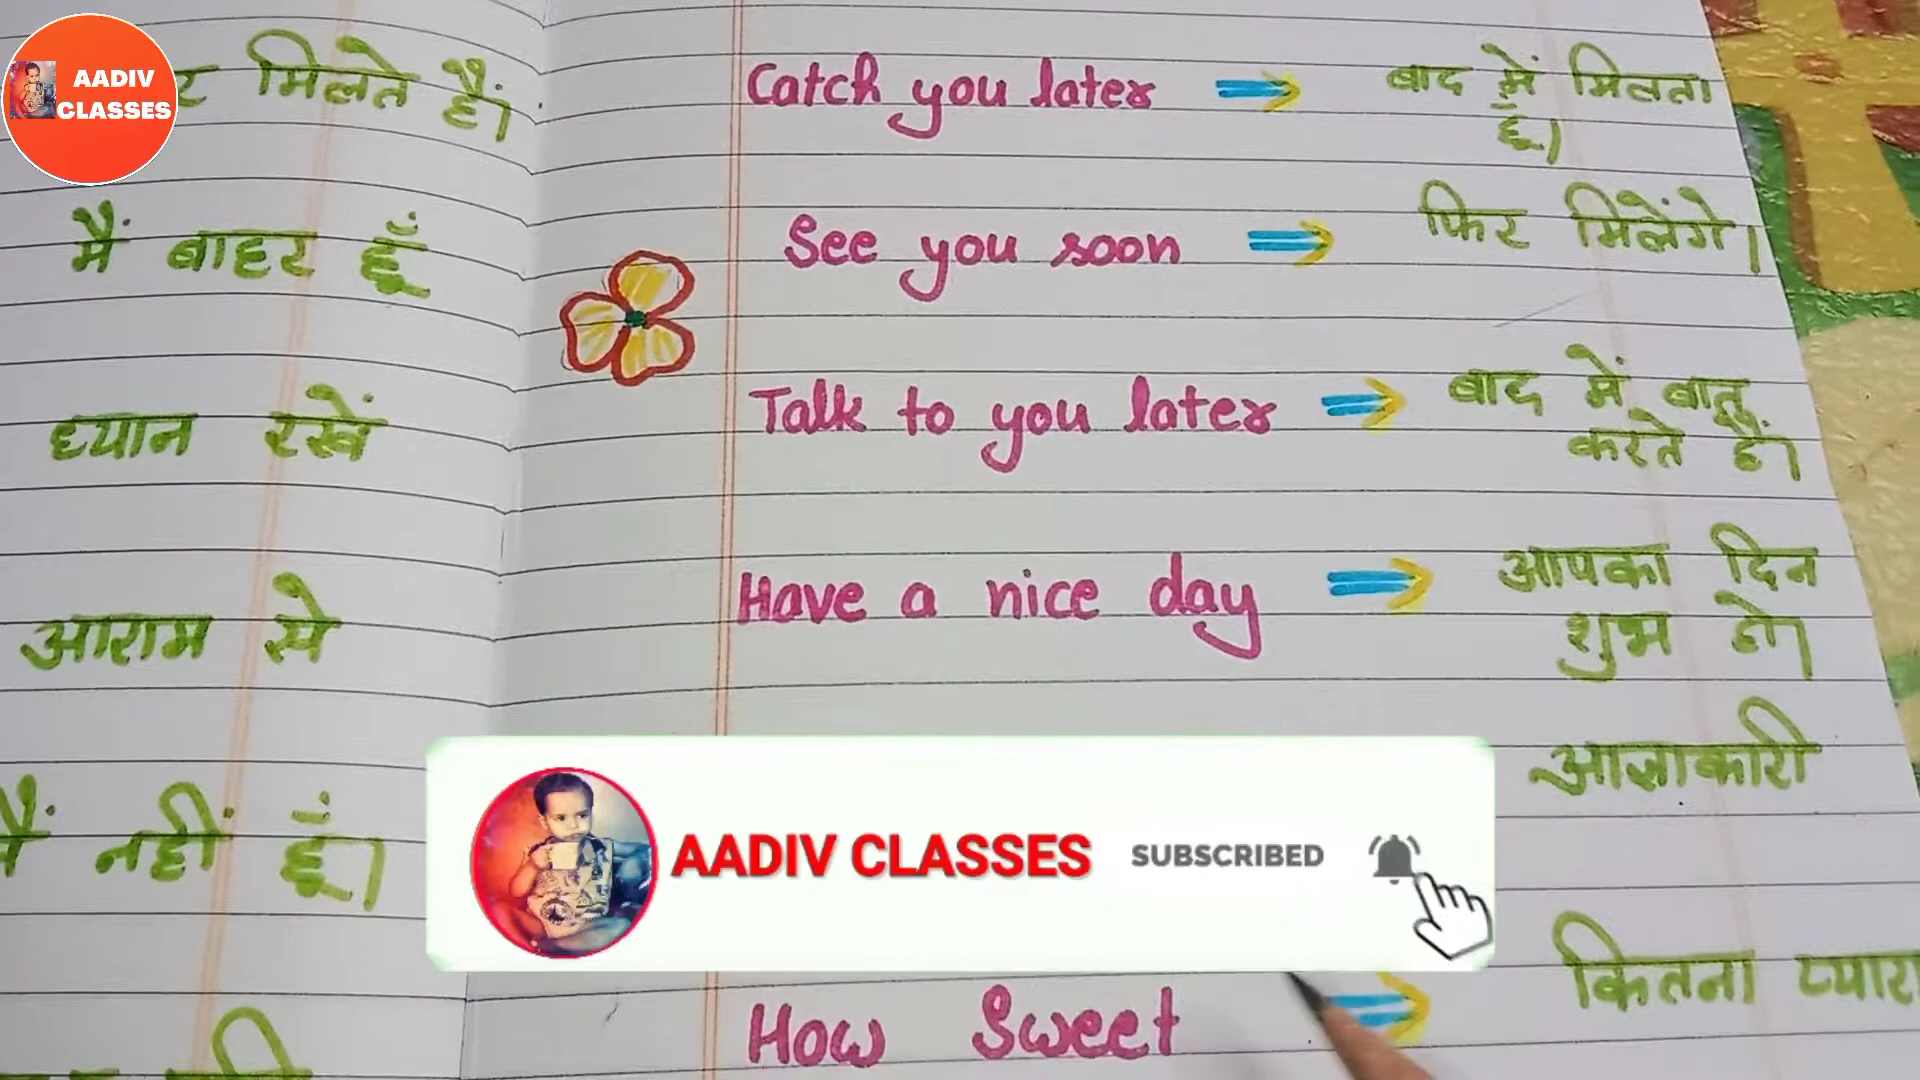 AADIV
CLASSES
मिलते हैं।
मैं बाहर हूँ
ध्यान रखें
आराम से
मैं नहीं हूँ।
Catch you later
बाद में मिलता
हूँ।
See you soon
फिर मिलेंगे।
Talk to you later
बाद में बात
करते हैं।
Have a nice day
आपका दिन
शुभ हो।
आज्ञाकारी
AADIV CLASSES SUBSCRIBED
How Sweet
कितना प्यारा